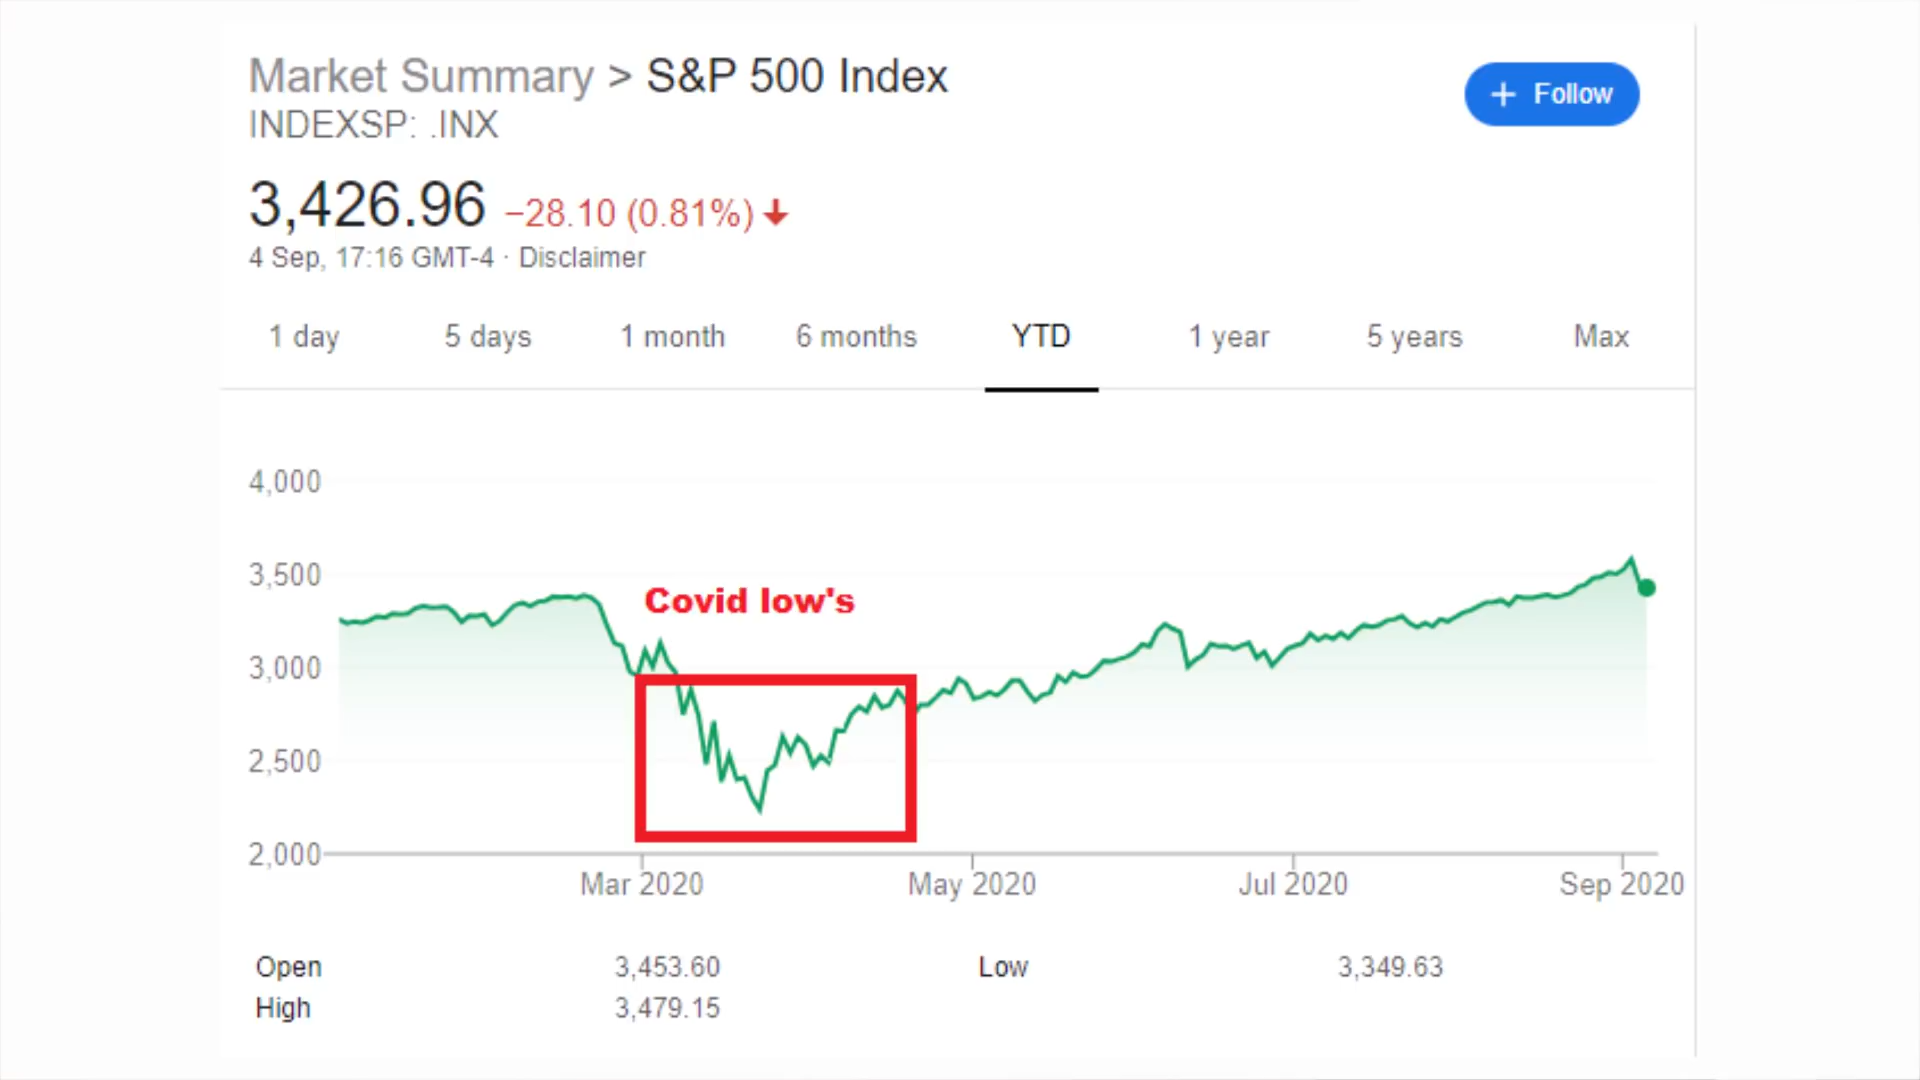 Market Summary > S&P 500 Index
+ Follow
INDEXSP: .INX
3,426.96 −28.10 (0.81%)
4 Sep, 17:16 GMT-4 · Disclaimer
1 day 5 days 1 month 6 months YTD 1 year 5 years Max
4,000
3,500
Covid low's
3,000
2,500
2,000
Mar 2020 May 2020 Jul 2020 Sep 2020
Open 3,453.60 Low 3,349.63
High 3,479.15